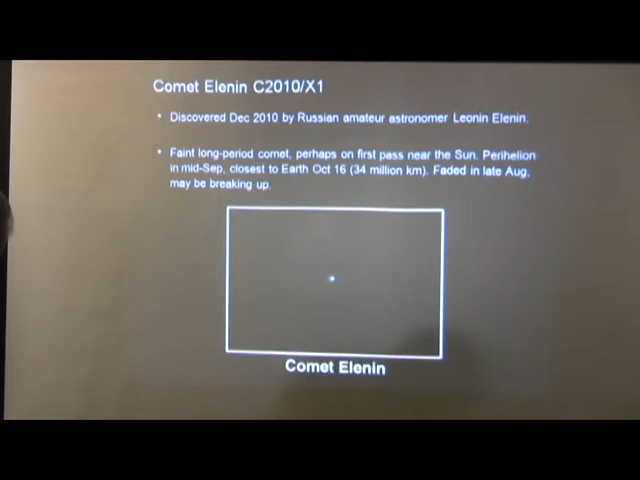 Comet Elenin C2010/X1
• Discovered Dec 2010 by Russian amateur astronomer Leonin Elenin.
• Faint long-period comet, perhaps on first pass near the Sun. Perihelion
in mid-Sep, closest to Earth Oct 16 (34 million km). Faded in late Aug,
may be breaking up.
Comet Elenin